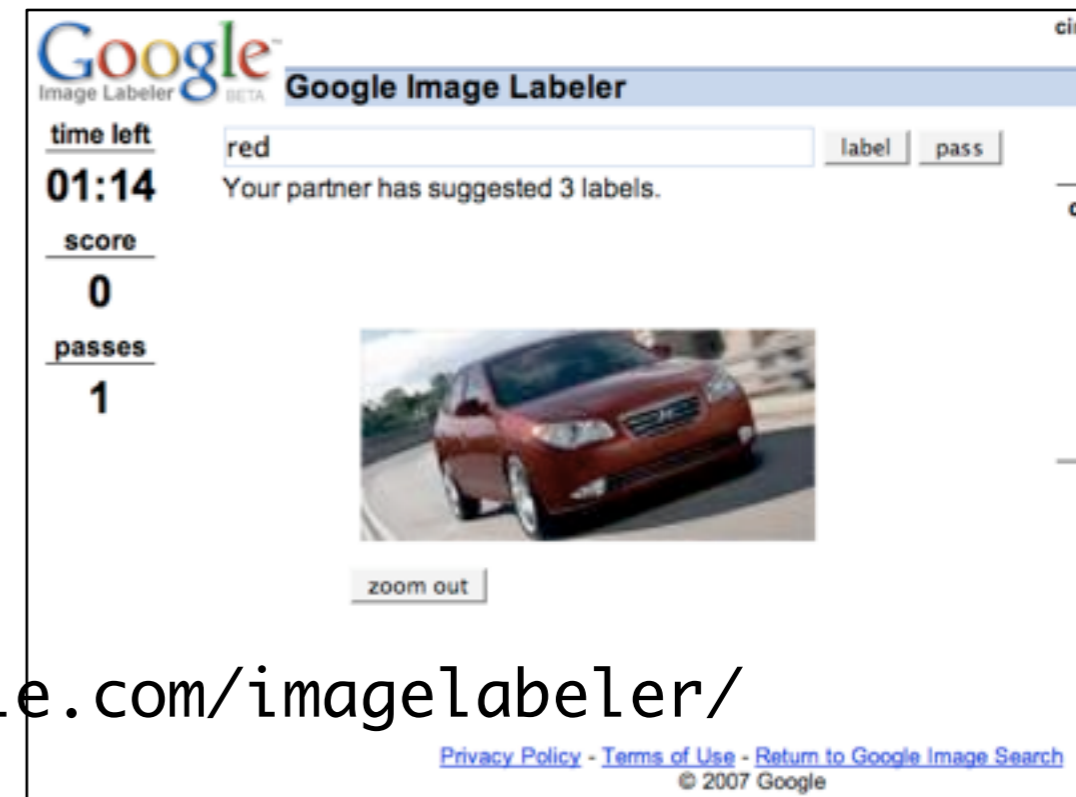 Google™
Image Labeler BETA
Google Image Labeler
time left
01:14
score
0
passes
1
red
label
pass
Your partner has suggested 3 labels.
zoom out
le.com/imagelabeler/
Privacy Policy - Terms of Use - Return to Google Image Search
© 2007 Google